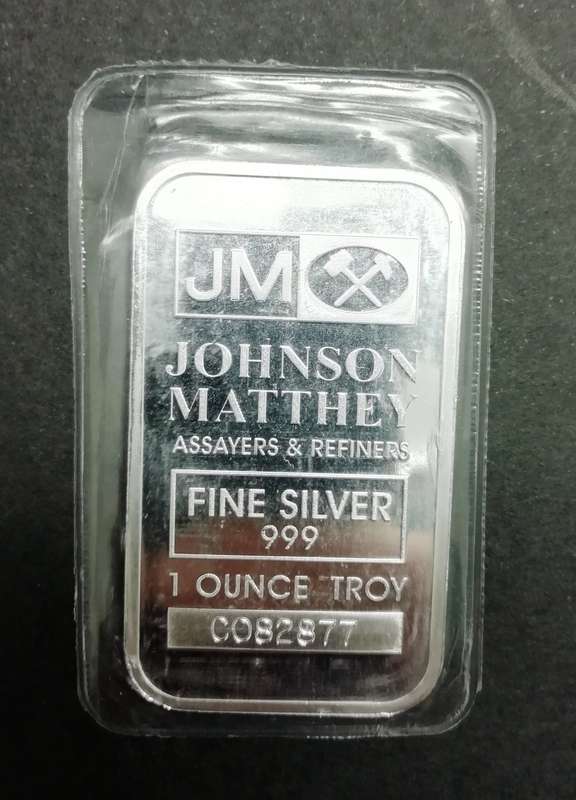 JM
JOHNSON
MATTHEY
ASSAYERS & REFINERS
FINE SILVER
999
1 OUNCE TROY
C082877